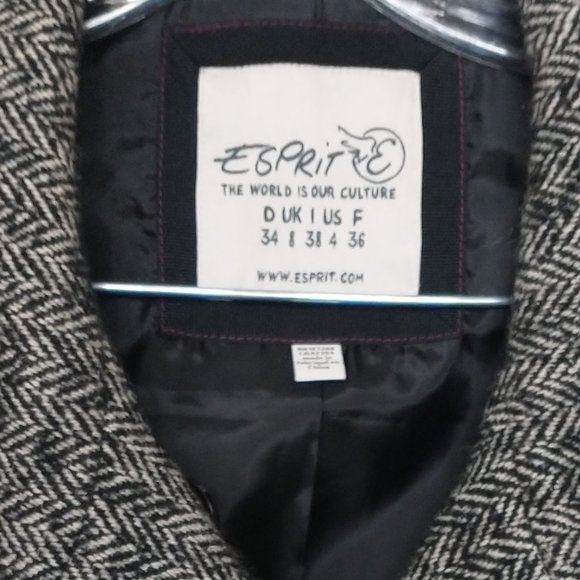 ESPRIT E
THE WORLD IS OUR CULTURE
D UK I US F
34 8 38 4 36
WWW.ESPRIT.COM